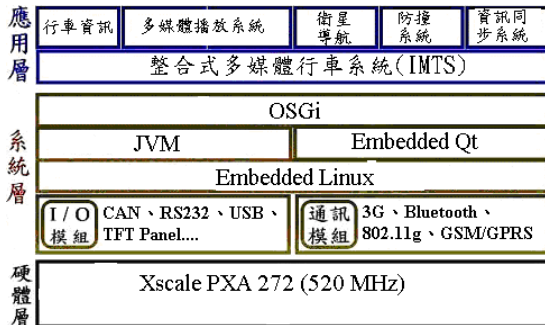 應用層
行車資訊
多媒體播放系統
衛星
導航
防撞
系統
資訊同
步系統
整合式多媒體行車系統(IMTS)
系統層
OSGi
JVM
Embedded Qt
Embedded Linux
I/O
模組
CAN、RS232、USB、
TFT Panel....
通訊
模組
3G、Bluetooth、
802.11g、GSM/GPRS
硬體層
Xscale PXA 272 (520 MHz)